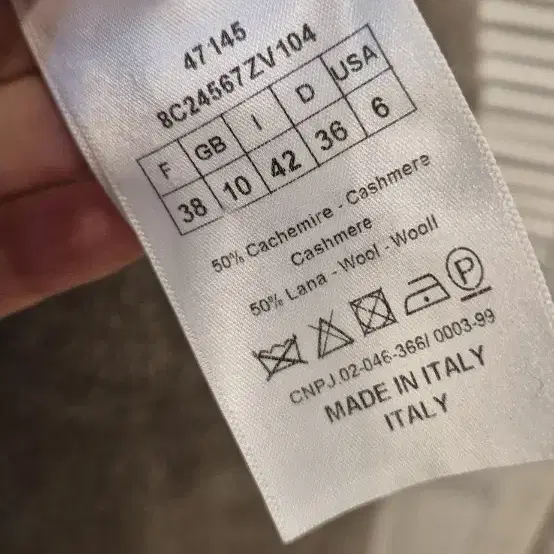 47145
8C24567ZV104
F GB I D USA
38 10 42 36 6
50% Cachemire - Cashmere
Cashmere
50% Lana - Wool - Wooll
P
CNPJ.02-046-366/ 0003-99
MADE IN ITALY
ITALY